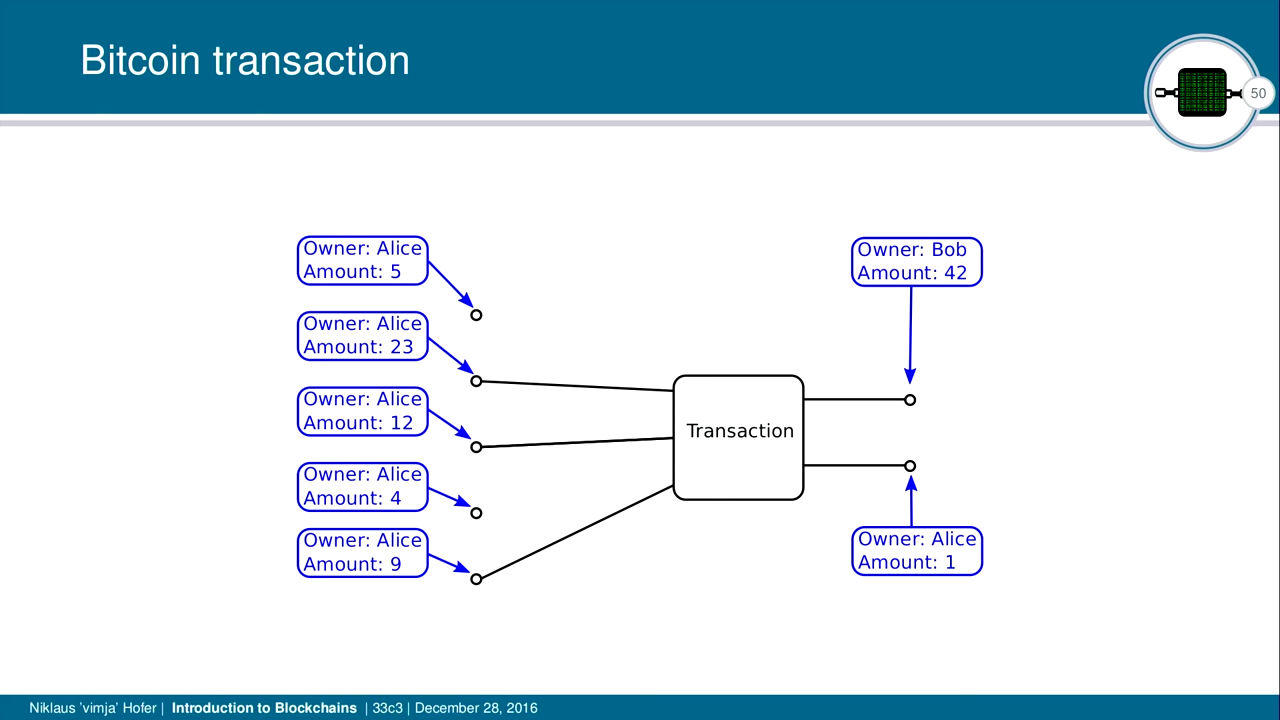 Bitcoin transaction
50
Owner: Alice
Amount: 5
Owner: Alice
Amount: 23
Owner: Alice
Amount: 12
Owner: Alice
Amount: 4
Owner: Alice
Amount: 9
Transaction
Owner: Bob
Amount: 42
Owner: Alice
Amount: 1
Niklaus 'vimja' Hofer | Introduction to Blockchains | 33c3 | December 28, 2016